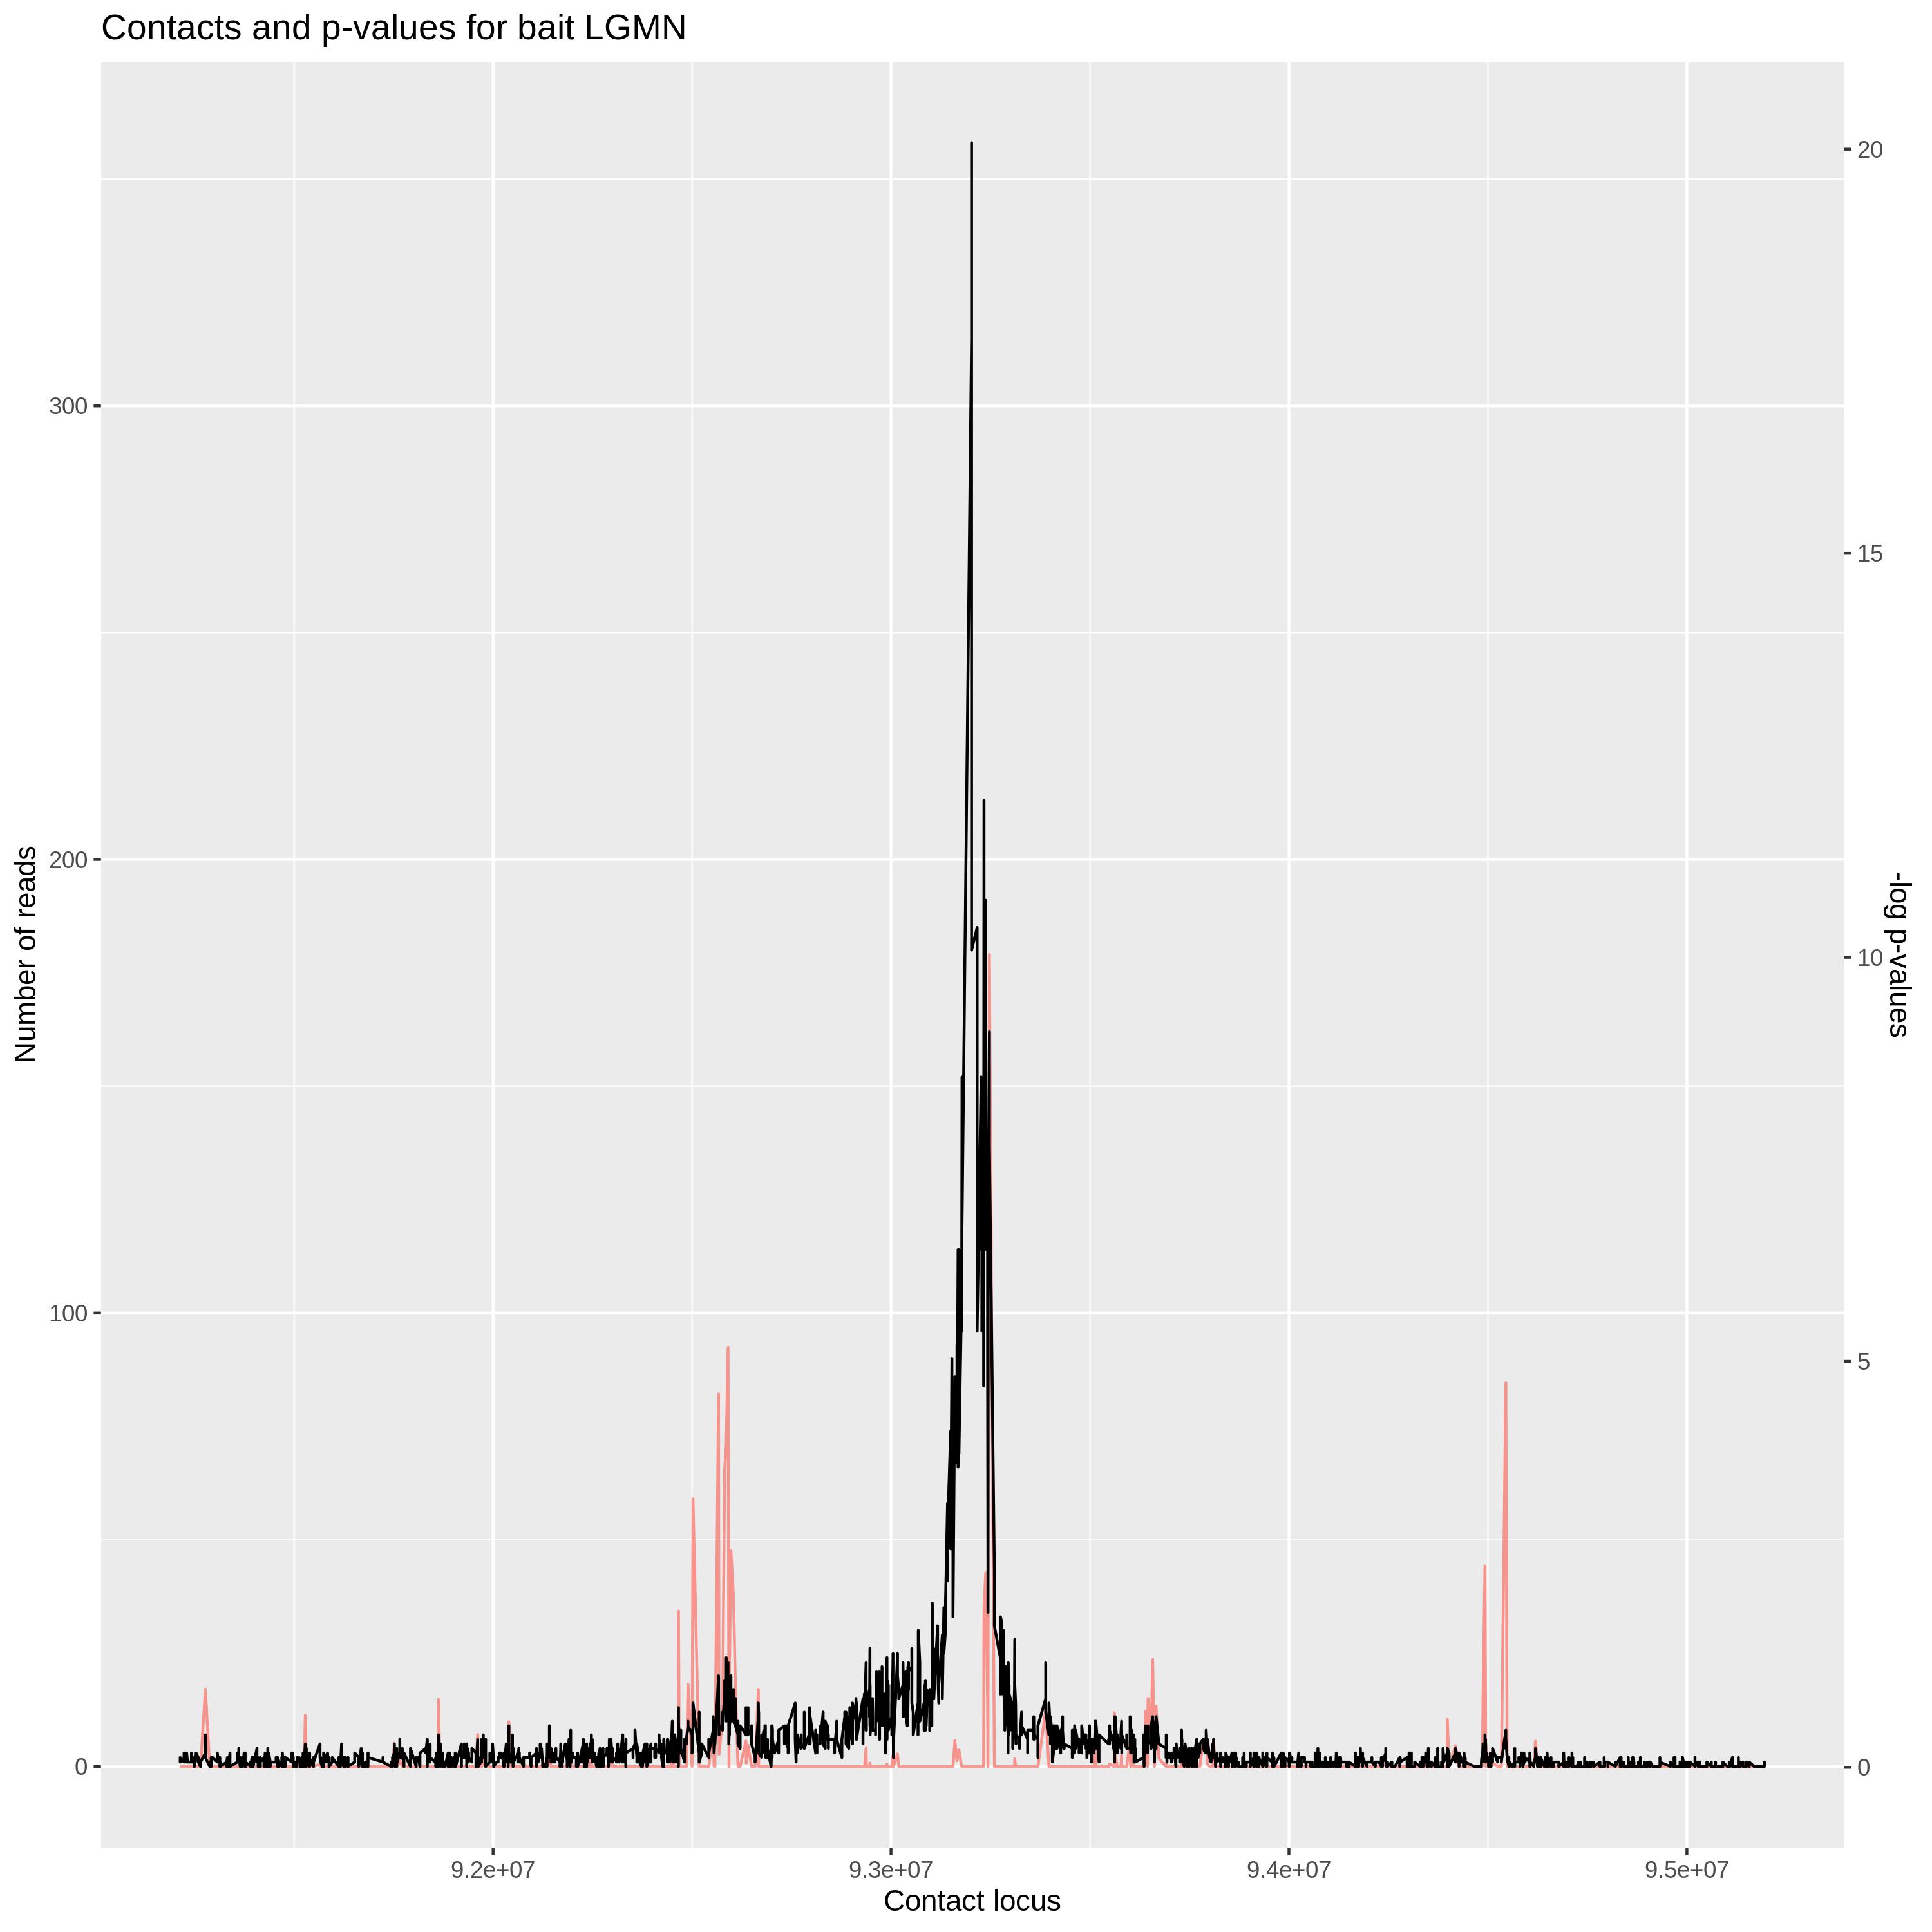 Contacts and p-values for bait LGMN
Number of reads
300
200
100
0
20
15
10
5
0
-log p-values
9.2e+07
9.3e+07
9.4e+07
9.5e+07
Contact locus